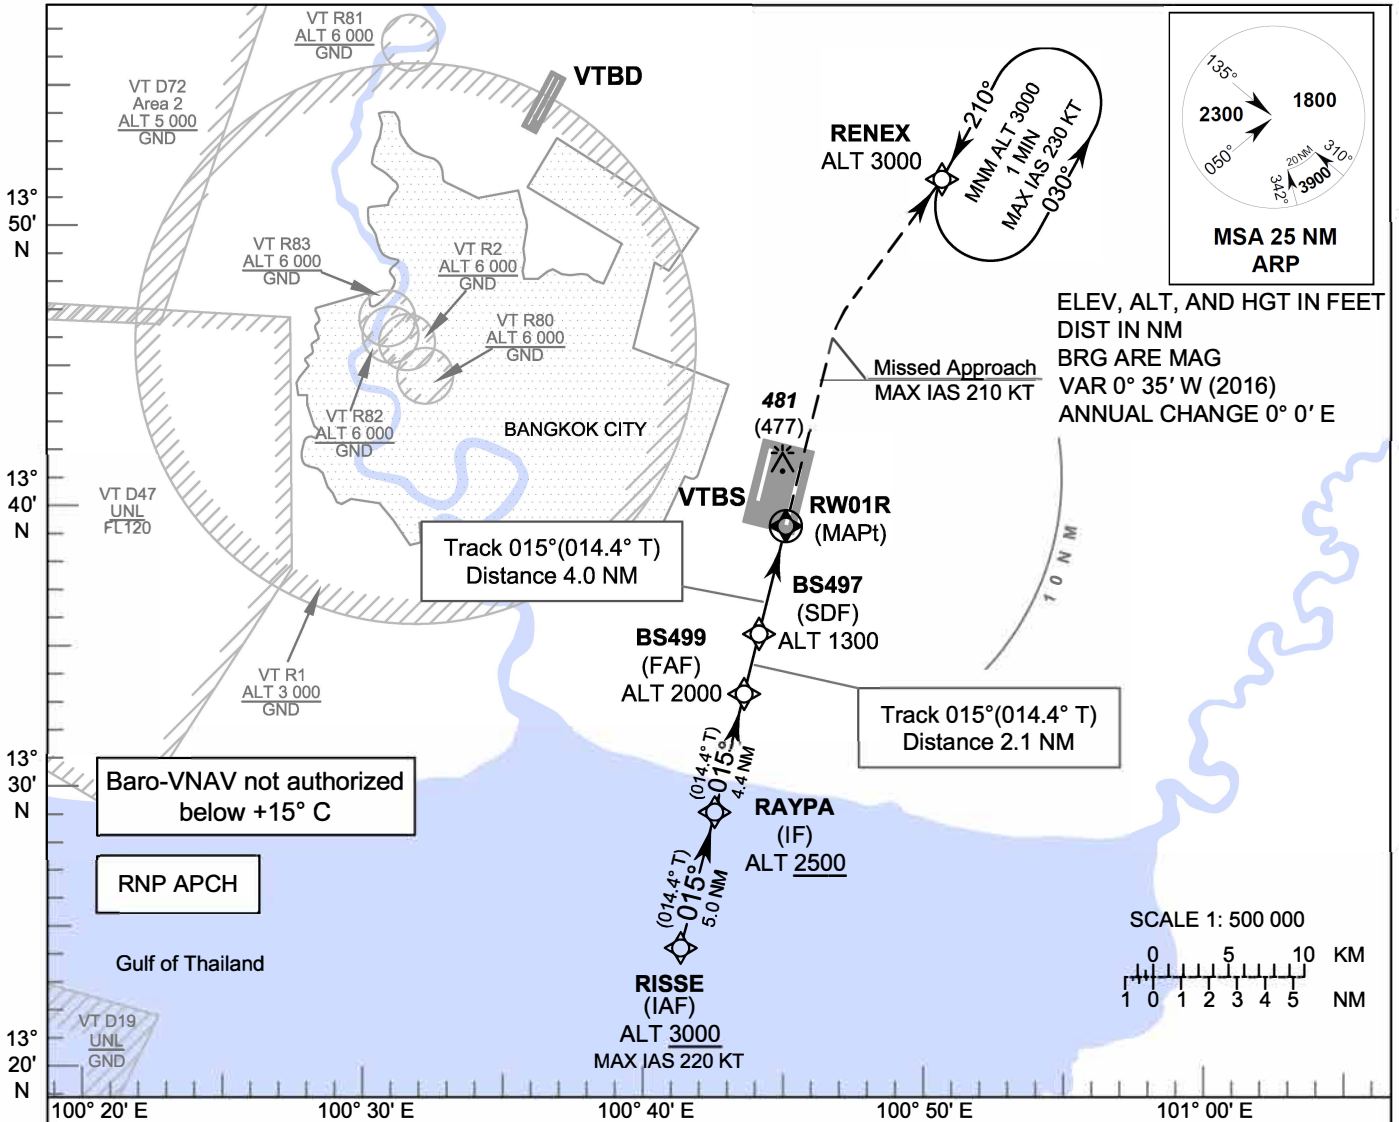 VT R81
ALT 6 000
GND
VT D72
Area 2
ALT 5 000
GND
VTBD
RENEX
ALT 3000
210°
MNM ALT 3000
1 MIN
MAX IAS 230 KT
030°
135°
2300
1800
050°
20 NM
310°
342°
3900
MSA 25 NM
ARP
13°
50'
N
VT R83
ALT 6 000
GND
VT R2
ALT 6 000
GND
VT R80
ALT 6 000
GND
VT R82
ALT 6 000
GND
BANGKOK CITY
ELEV, ALT, AND HGT IN FEET
DIST IN NM
BRG ARE MAG
VAR 0° 35' W (2016)
ANNUAL CHANGE 0° 0' E
Missed Approach
MAX IAS 210 KT
481
(477)
13°
40'
N
VT D47
UNL
FL120
VTBS
RW01R
(MAPt)
10 NM
Track 015°(014.4° T)
Distance 4.0 NM
BS497
(SDF)
ALT 1300
BS499
(FAF)
ALT 2000
VT R1
ALT 3 000
GND
Track 015°(014.4° T)
Distance 2.1 NM
13°
30'
N
Baro-VNAV not authorized
below +15° C
(014.4° T)
015°
4.4 NM
RAYPA
(IF)
ALT 2500
RNP APCH
(014.4° T)
015°
5.0 NM
Gulf of Thailand
RISSE
(IAF)
ALT 3000
MAX IAS 220 KT
SCALE 1: 500 000
0 5 10 KM
1 0 1 2 3 4 5 NM
VT D19
UNL
GND
13°
20'
N
100° 20' E
100° 30' E
100° 40' E
100° 50' E
101° 00' E